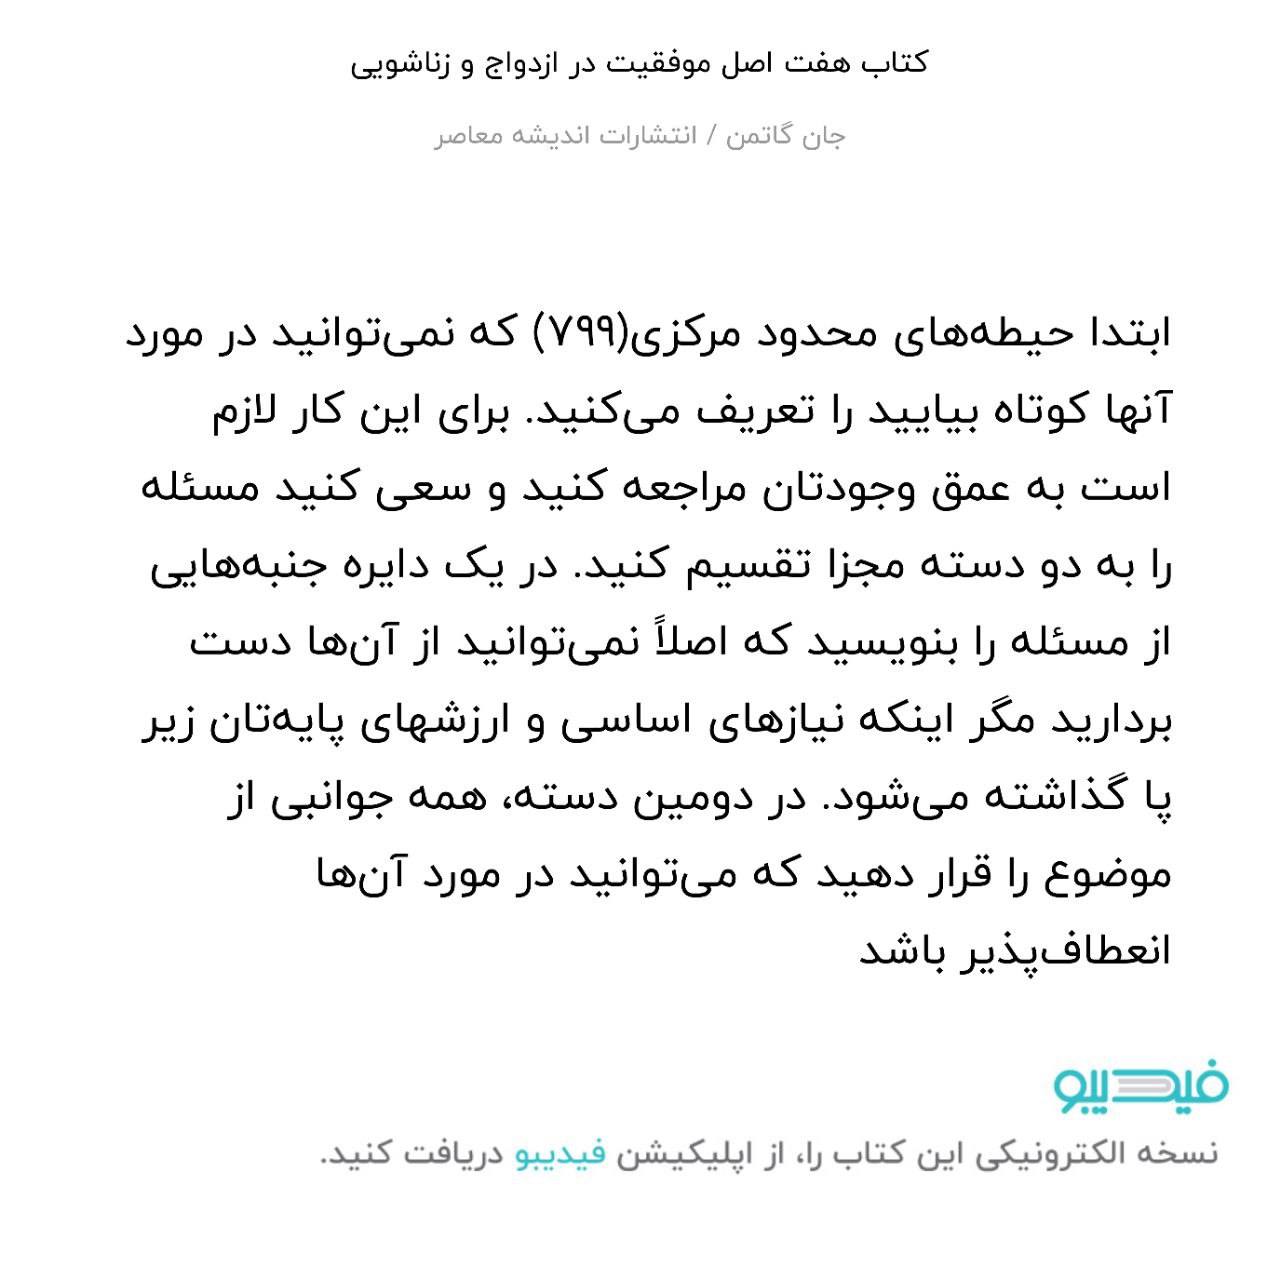 کتاب هفت اصل موفقیت در ازدواج و زناشویی
جان گاتمن / انتشارات اندیشه معاصر
ابتدا حیطه‌های محدود مرکزی(۷۹۹) که نمی‌توانید در مورد
آنها کوتاه بیایید را تعریف می‌کنید. برای این کار لازم
است به عمق وجودتان مراجعه کنید و سعی کنید مسئله
را به دو دسته مجزا تقسیم کنید. در یک دایره جنبه‌هایی
از مسئله را بنویسید که اصلاً نمی‌توانید از آن‌ها دست
بردارید مگر اینکه نیازهای اساسی و ارزشهای پایه‌تان زیر
پا گذاشته می‌شود. در دومین دسته، همه جوانبی از
موضوع را قرار دهید که می‌توانید در مورد آن‌ها
انعطاف‌پذیر باشد
فیدیبو
نسخه الکترونیکی این کتاب را، از اپلیکیشن فیدیبو دریافت کنید.